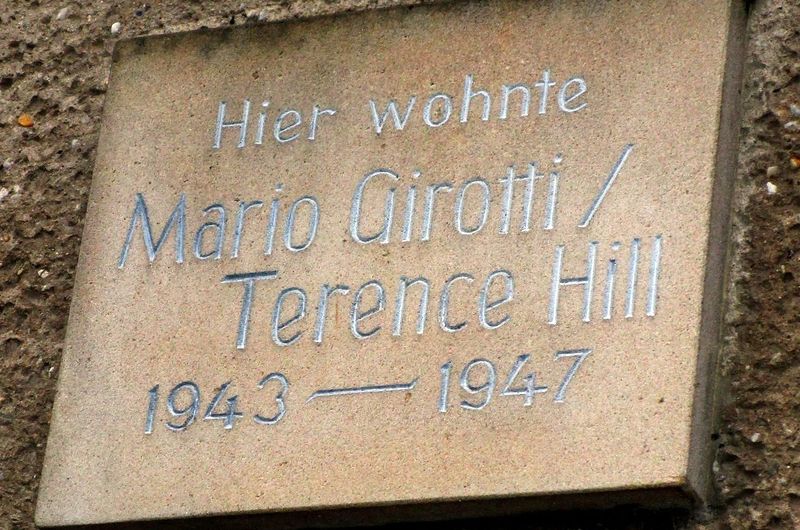 Hier wohnte
Mario Girotti /
Terence Hill
1943 — 1947